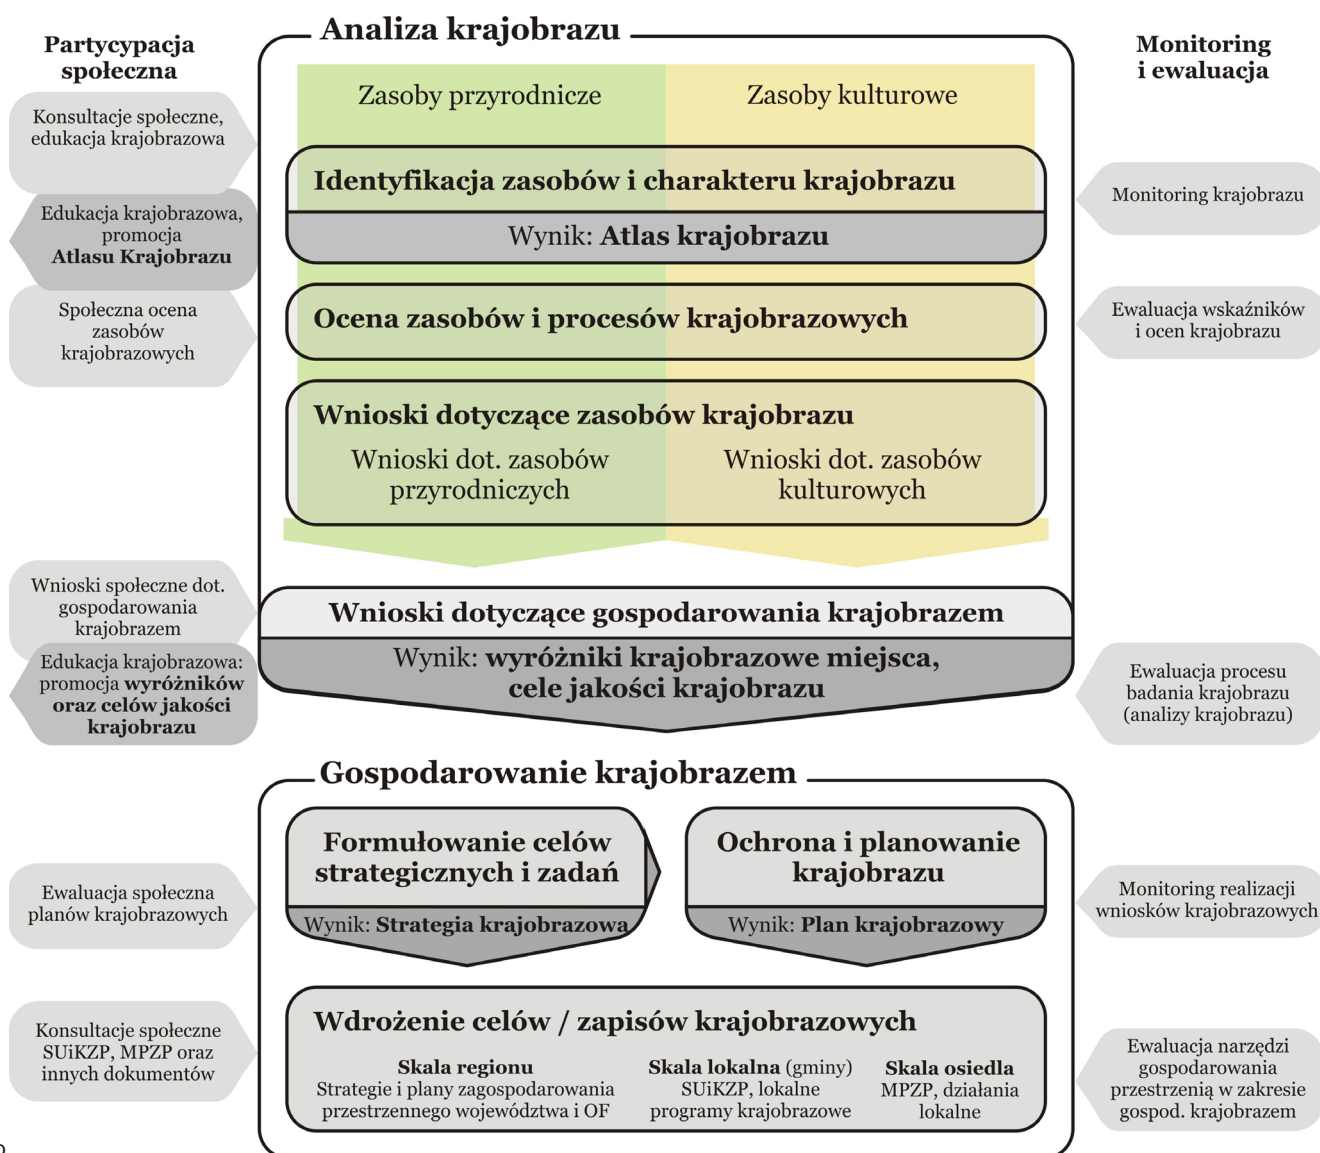 Analiza krajobrazu
Partycypacja
społeczna
Monitoring
i ewaluacja
Zasoby przyrodnicze
Zasoby kulturowe
Konsultacje społeczne,
edukacja krajobrazowa
Identyfikacja zasobów i charakteru krajobrazu
Monitoring krajobrazu
Edukacja krajobrazowa,
promocja
Atlasu Krajobrazu
Wynik: Atlas krajobrazu
Społeczna ocena
zasobów
krajobrazowych
Ocena zasobów i procesów krajobrazowych
Ewaluacja wskaźników
i ocen krajobrazu
Wnioski dotyczące zasobów krajobrazu
Wnioski dot. zasobów
przyrodniczych
Wnioski dot. zasobów
kulturowych
Wnioski społeczne dot.
gospodarowania
krajobrazem
Wnioski dotyczące gospodarowania krajobrazem
Edukacja krajobrazowa:
promocja wyróżników
oraz celów jakości
krajobrazu
Wynik: wyróżniki krajobrazowe miejsca,
cele jakości krajobrazu
Ewaluacja procesu
badania krajobrazu
(analizy krajobrazu)
Gospodarowanie krajobrazem
Formułowanie celów
strategicznych i zadań
Ochrona i planowanie
krajobrazu
Ewaluacja społeczna
planów krajobrazowych
Wynik: Strategia krajobrazowa
Wynik: Plan krajobrazowy
Monitoring realizacji
wniosków krajobrazowych
Wdrożenie celów / zapisów krajobrazowych
Konsultacje społeczne
SUiKZP, MPZP oraz
innych dokumentów
Skala regionu
Strategie i plany zagospodarowania
przestrzennego województwa i OF
Skala lokalna (gminy)
SUiKZP, lokalne
programy krajobrazowe
Skala osiedla
MPZP, działania
lokalne
Ewaluacja narzędzi
gospodarowania
przestrzenią w zakresie
gospod. krajobrazem